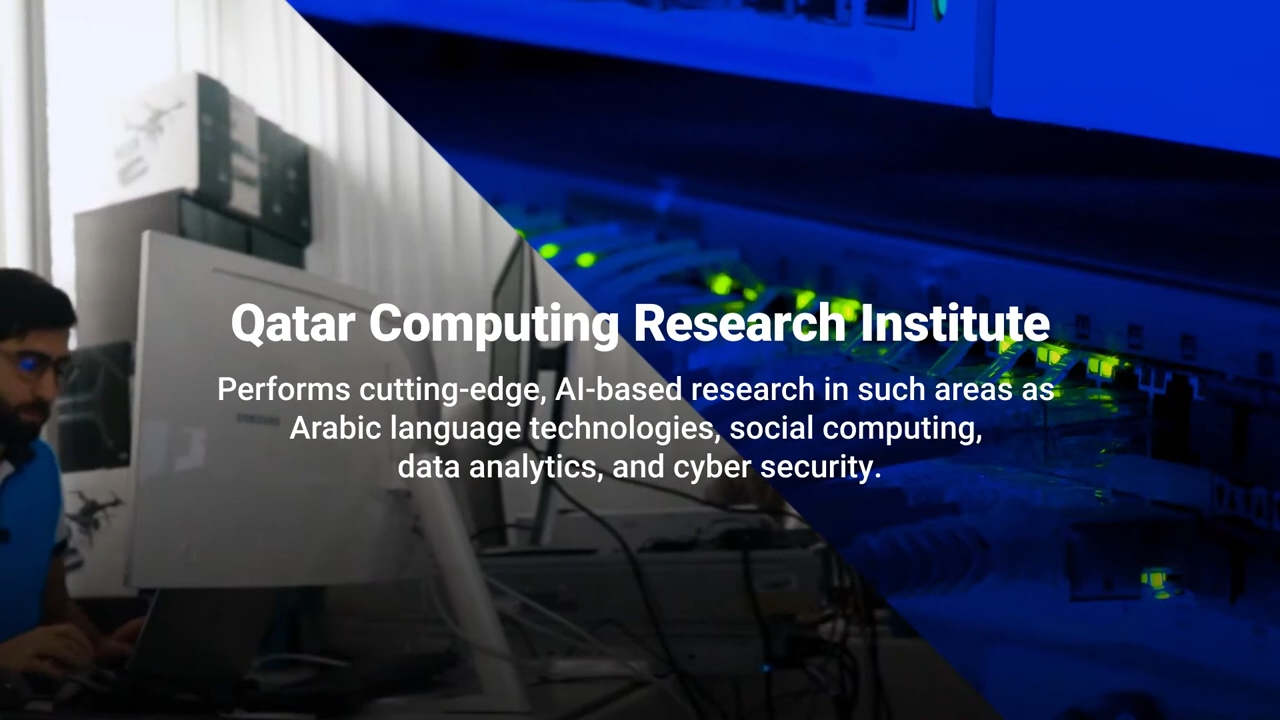 Qatar Computing Research Institute
Performs cutting-edge, AI-based research in such areas as
Arabic language technologies, social computing,
data analytics, and cyber security.
SAMSUNG